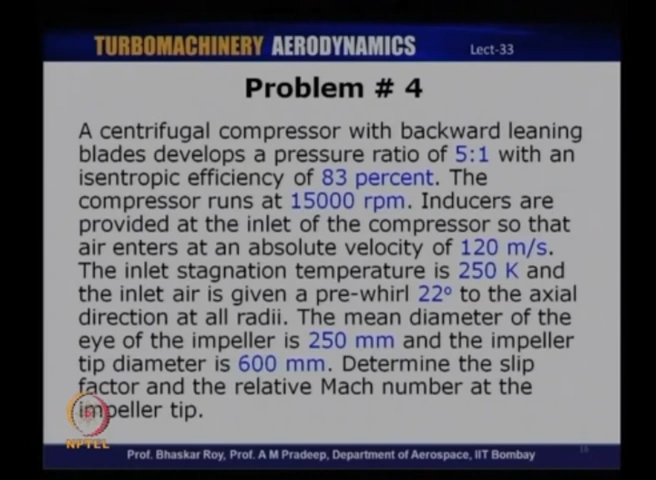 TURBOMACHINERY AERODYNAMICS Lect-33
Problem # 4
A centrifugal compressor with backward leaning
blades develops a pressure ratio of 5:1 with an
isentropic efficiency of 83 percent. The
compressor runs at 15000 rpm. Inducers are
provided at the inlet of the compressor so that
air enters at an absolute velocity of 120 m/s.
The inlet stagnation temperature is 250 K and
the inlet air is given a pre-whirl 22º to the axial
direction at all radii. The mean diameter of the
eye of the impeller is 250 mm and the impeller
tip diameter is 600 mm. Determine the slip
factor and the relative Mach number at the
impeller tip.
NPTEL
Prof. Bhaskar Roy, Prof. A M Pradeep, Department of Aerospace, IIT Bombay